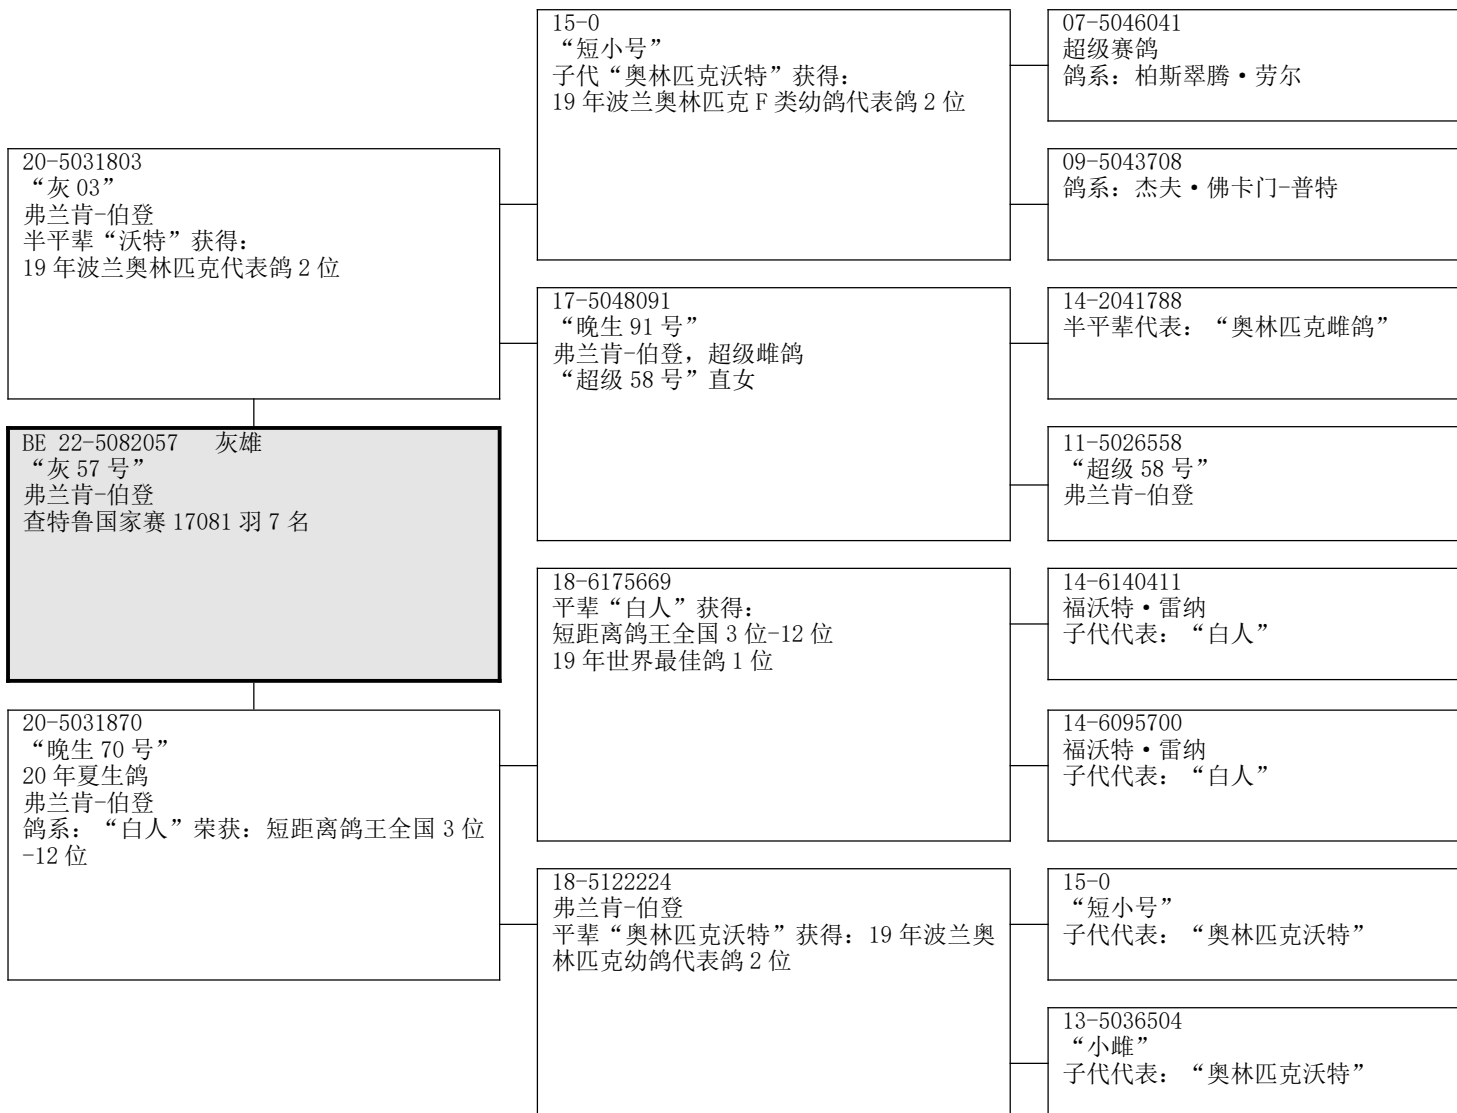 20-5031803
“灰 03”
弗兰肯-伯登
半平辈“沃特”获得：
19 年波兰奥林匹克代表鸽 2 位
BE 22-5082057 灰雄
“灰 57 号”
弗兰肯-伯登
查特鲁国家赛 17081 羽 7 名
20-5031870
“晚生 70 号”
20 年夏生鸽
弗兰肯-伯登
鸽系：“白人”荣获：短距离鸽王全国 3 位
-12 位
15-0
“短小号”
子代“奥林匹克沃特”获得：
19 年波兰奥林匹克 F 类幼鸽代表鸽 2 位
17-5048091
“晚生 91 号”
弗兰肯-伯登，超级雌鸽
“超级 58 号”直女
18-6175669
平辈“白人”获得：
短距离鸽王全国 3 位-12 位
19 年世界最佳鸽 1 位
18-5122224
弗兰肯-伯登
平辈“奥林匹克沃特”获得：19 年波兰奥
林匹克幼鸽代表鸽 2 位
07-5046041
超级赛鸽
鸽系：柏斯翠腾·劳尔
09-5043708
鸽系：杰夫·佛卡门-普特
14-2041788
半平辈代表：“奥林匹克雌鸽”
11-5026558
“超级 58 号”
弗兰肯-伯登
14-6140411
福沃特·雷纳
子代代表：“白人”
14-6095700
福沃特·雷纳
子代代表：“白人”
15-0
“短小号”
子代代表：“奥林匹克沃特”
13-5036504
“小雌”
子代代表：“奥林匹克沃特”